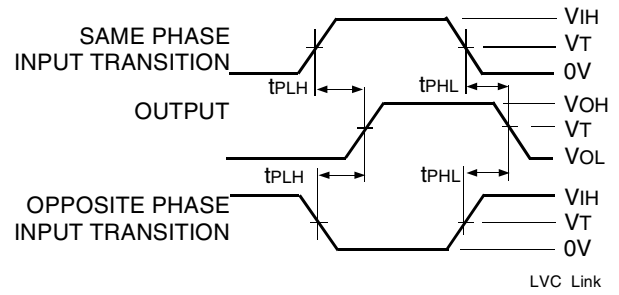 SAME PHASE
INPUT TRANSITION
VIH
VT
0V
tPLH
tPHL
OUTPUT
VOH
VT
VOL
tPLH
tPHL
OPPOSITE PHASE
INPUT TRANSITION
VIH
VT
0V
LVC Link